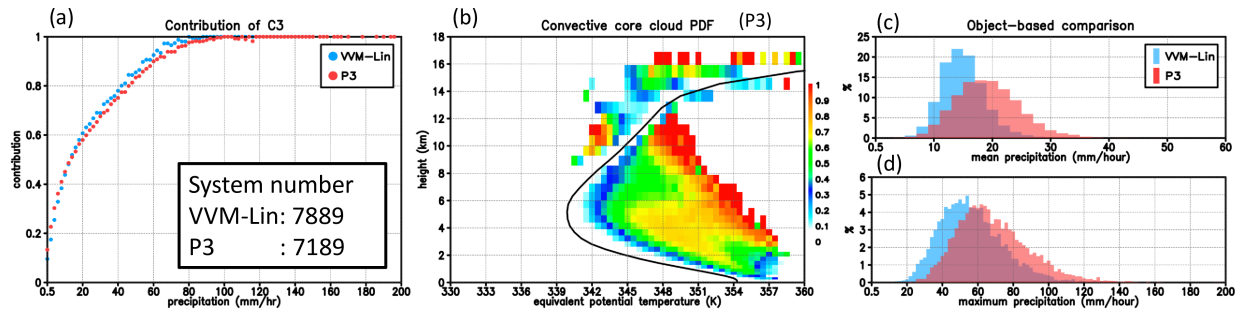 (a)
Contribution of C3
contribution
1
0.8
0.6
0.4
0.2
0
VVM-Lin
P3
System number
VVM-Lin: 7889
P3 : 7189
0.5 20 40 60 80 100 120 140 160 180 200
precipitation (mm/hr)
(b)
Convective core cloud PDF
(P3)
height (km)
18
16
14
12
10
8
6
4
2
0
330 333 336 339 342 345 348 351 354 357 360
equivalent potential temperature (K)
1
0.9
0.8
0.7
0.6
0.5
0.4
0.3
0.2
0.1
0
(c)
Object-based comparison
%
25
20
15
10
5
0
VVM-Lin
P3
0.5 10 20 30 40 50 60
mean precipitation (mm/hour)
(d)
%
6
5
4
3
2
1
0
0.5 20 40 60 80 100 120 140 160 180 200
maximum precipitation (mm/hour)